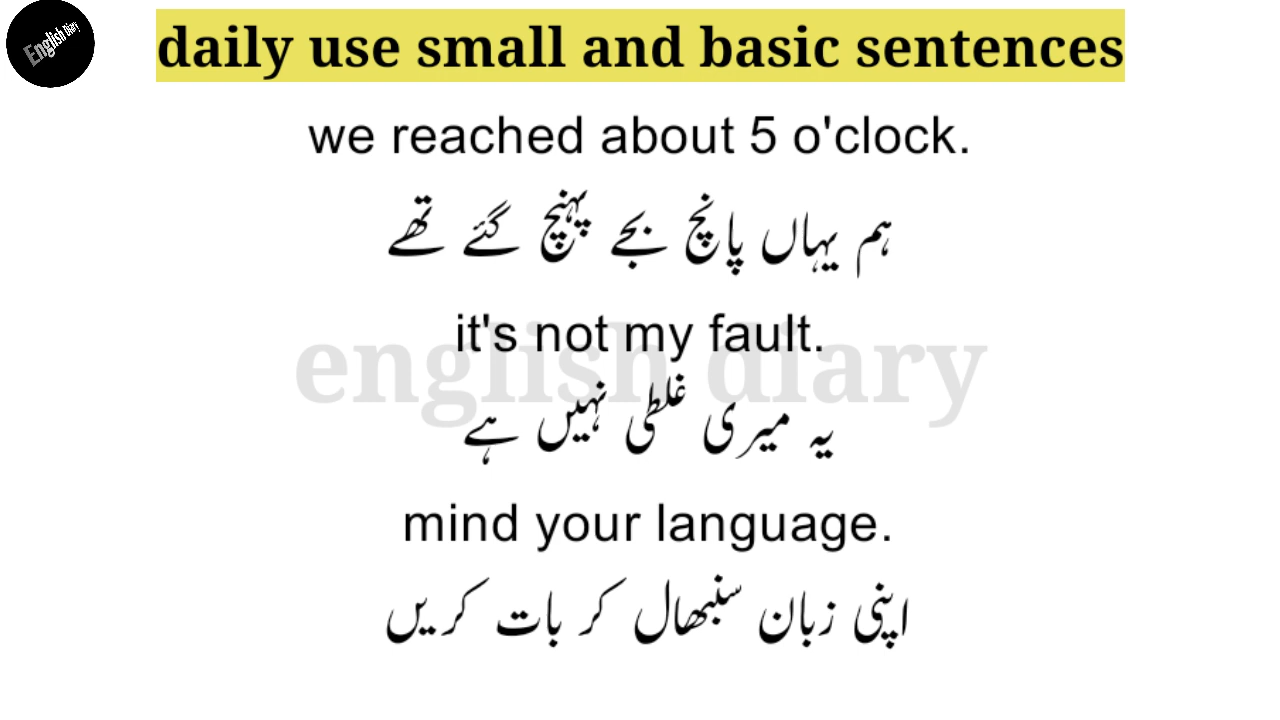 English Diary
daily use small and basic sentences
we reached about 5 o'clock.
ہم یہاں پانچ بجے پہنچ گئے تھے
it's not my fault.
english diary
یہ میری غلطی نہیں ہے
mind your language.
اپنی زبان سنبھال کر بات کریں